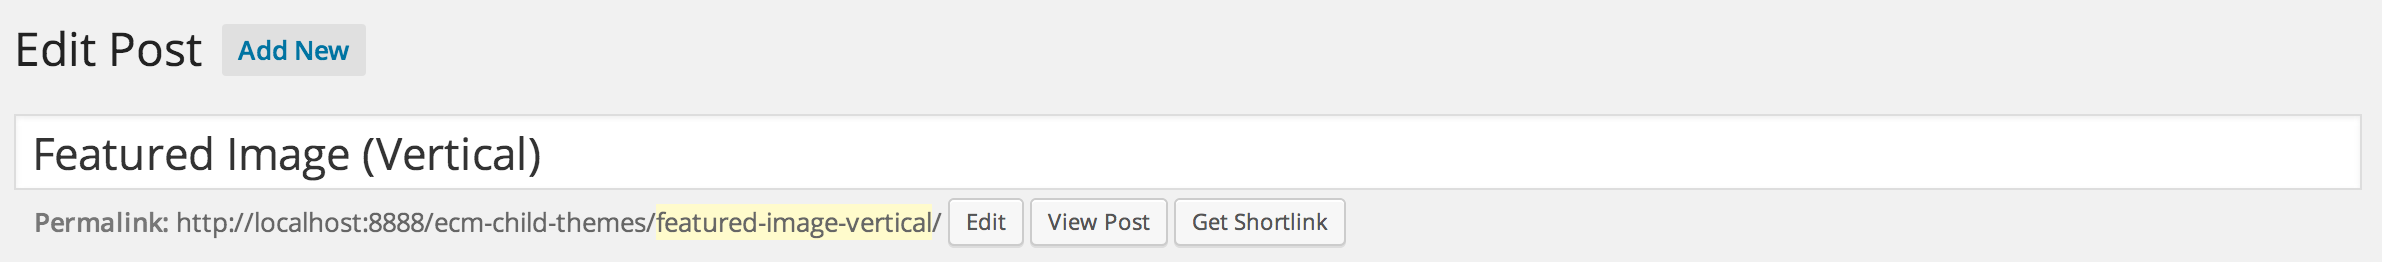 Edit Post Add New
Featured Image (Vertical)
Permalink: http://localhost:8888/ecm-child-themes/featured-image-vertical/ Edit View Post Get Shortlink